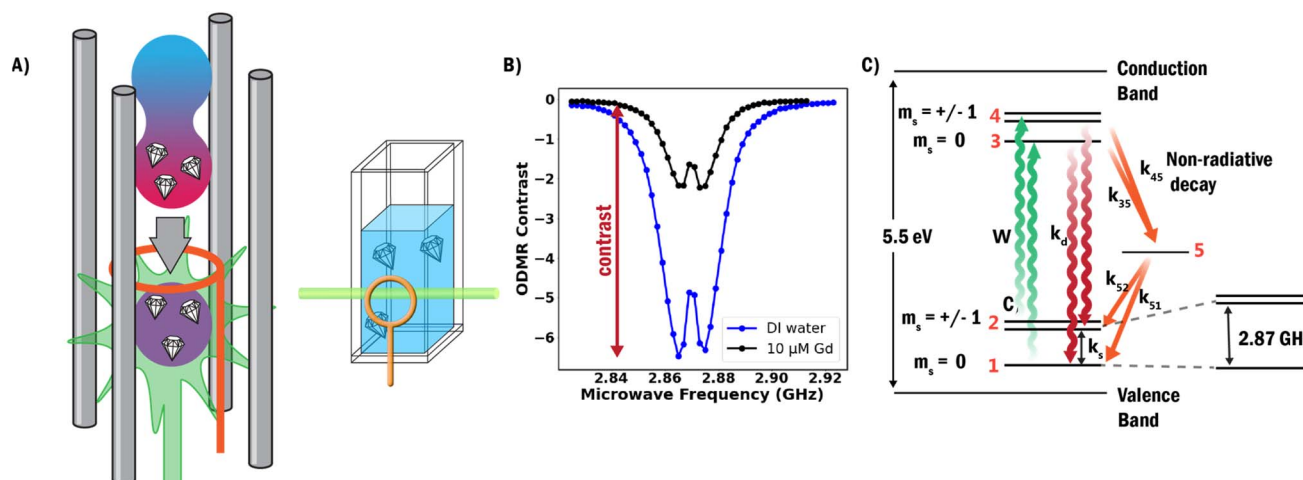 A)
B)
ODMR Contrast
0
−1
−2
−3
−4
−5
−6
contrast
DI water
10 μM Gd
2.84
2.86
2.88
2.90
2.92
Microwave Frequency (GHz)
C)
Conduction
Band
m_s = +/- 1
4
m_s = 0
3
Non-radiative
decay
k_45
k_35
5.5 eV
W
k_d
5
k_52
k_51
C,
m_s = +/- 1
2
k_s
m_s = 0
1
2.87 GH
Valence
Band